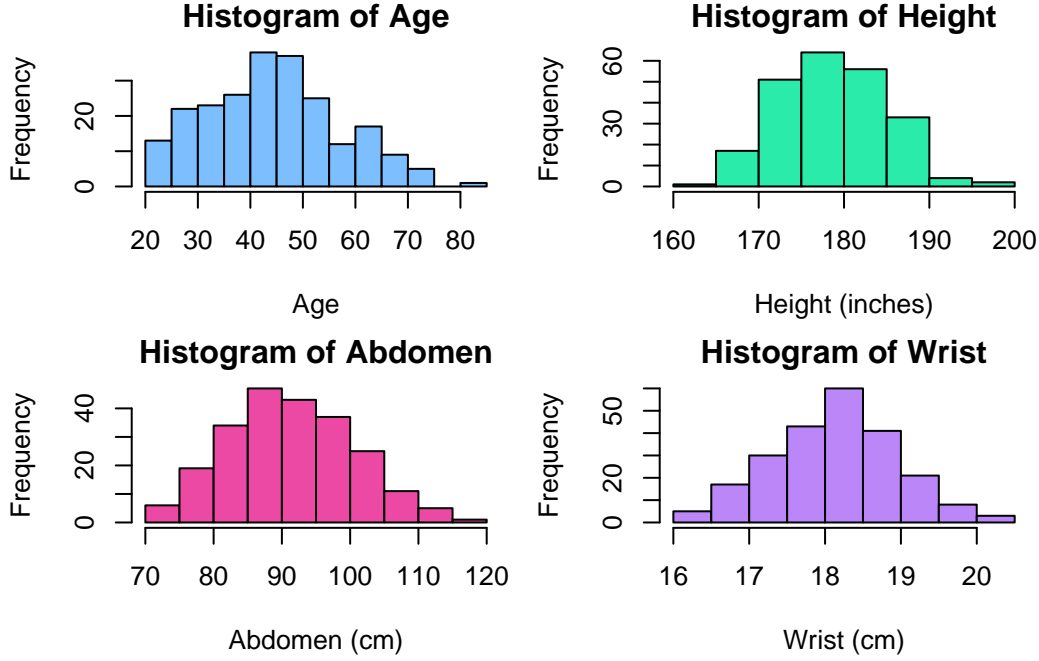 Histogram of Age
Frequency
0
20
20 30 40 50 60 70 80
Age
Histogram of Height
Frequency
0
30
60
160 170 180 190 200
Height (inches)
Histogram of Abdomen
Frequency
0
20
40
70 80 90 100 110 120
Abdomen (cm)
Histogram of Wrist
Frequency
0
20
50
16 17 18 19 20
Wrist (cm)